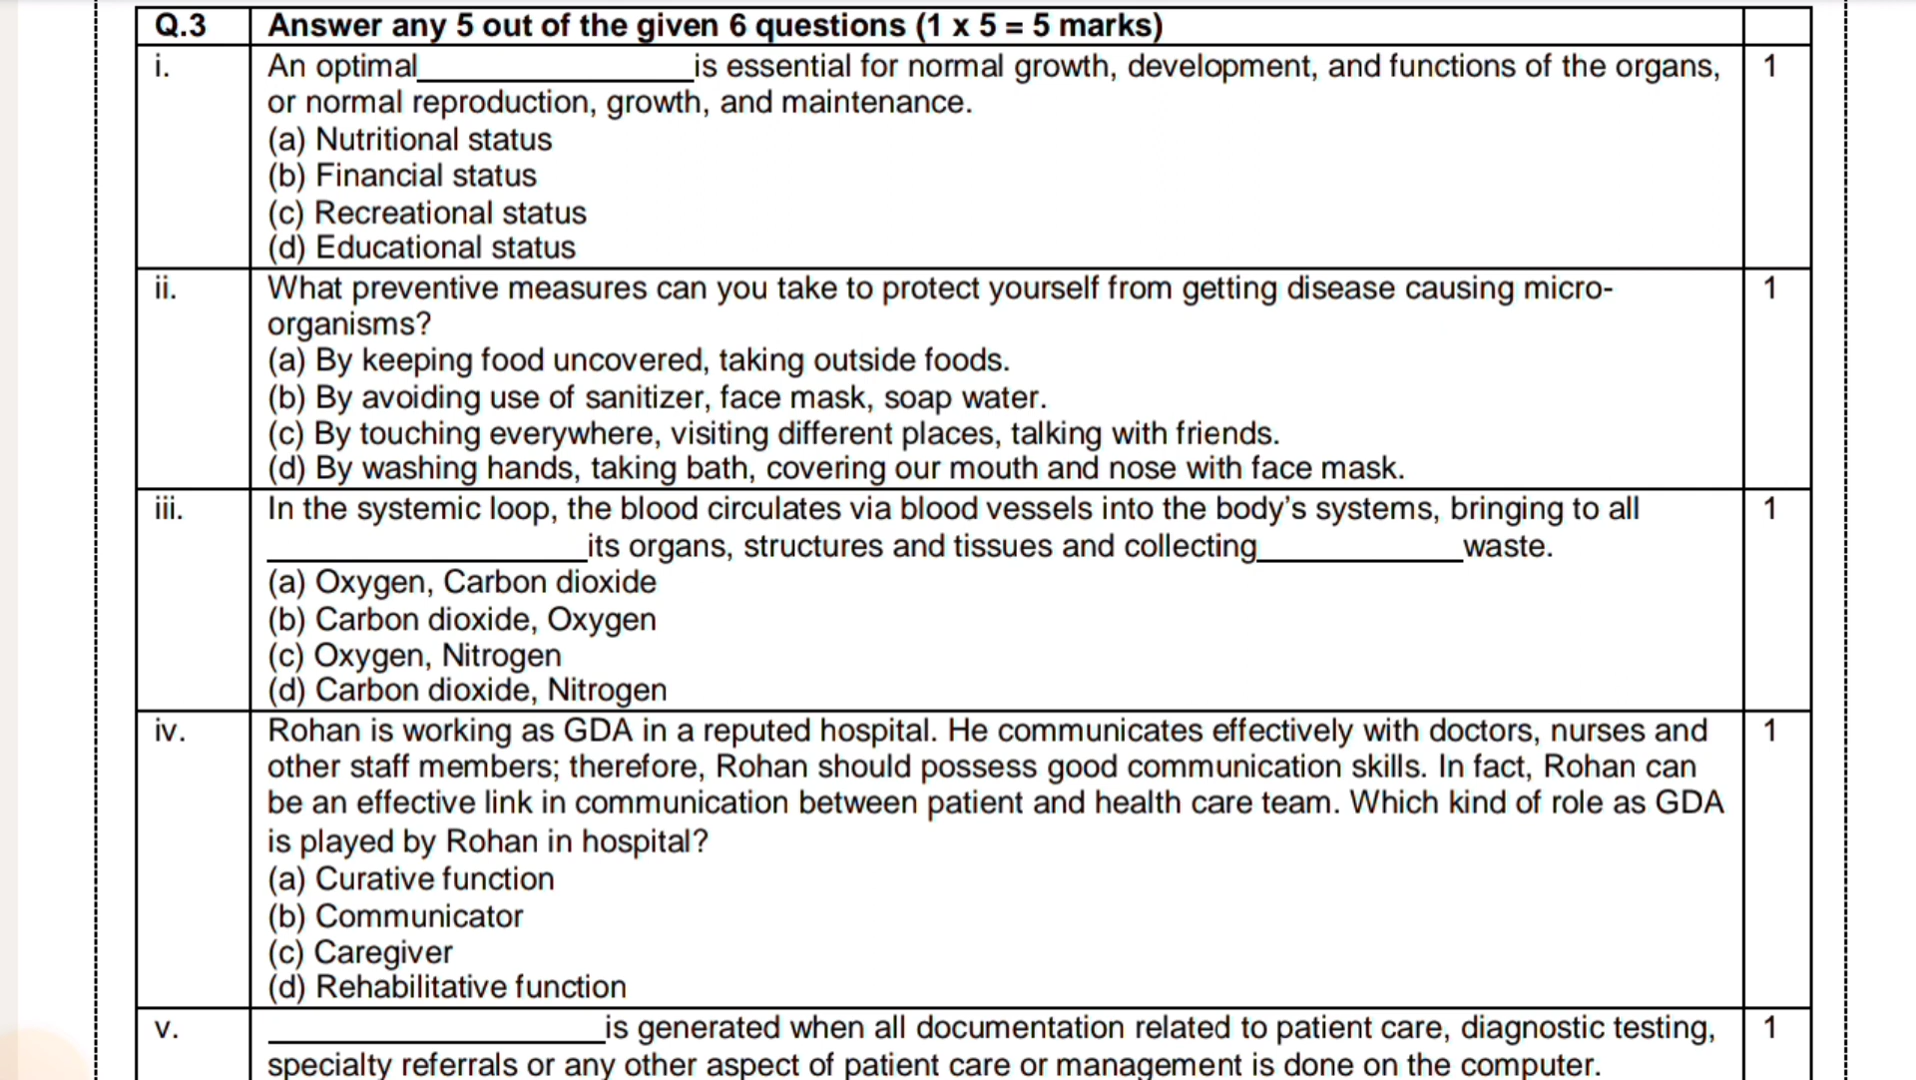 Q.3 Answer any 5 out of the given 6 questions (1 x 5 = 5 marks)
i. An optimal________________is essential for normal growth, development, and functions of the organs, 1
or normal reproduction, growth, and maintenance.
(a) Nutritional status
(b) Financial status
(c) Recreational status
(d) Educational status
ii. What preventive measures can you take to protect yourself from getting disease causing micro- 1
organisms?
(a) By keeping food uncovered, taking outside foods.
(b) By avoiding use of sanitizer, face mask, soap water.
(c) By touching everywhere, visiting different places, talking with friends.
(d) By washing hands, taking bath, covering our mouth and nose with face mask.
iii. In the systemic loop, the blood circulates via blood vessels into the body’s systems, bringing to all 1
___________________its organs, structures and tissues and collecting____________waste.
(a) Oxygen, Carbon dioxide
(b) Carbon dioxide, Oxygen
(c) Oxygen, Nitrogen
(d) Carbon dioxide, Nitrogen
iv. Rohan is working as GDA in a reputed hospital. He communicates effectively with doctors, nurses and 1
other staff members; therefore, Rohan should possess good communication skills. In fact, Rohan can
be an effective link in communication between patient and health care team. Which kind of role as GDA
is played by Rohan in hospital?
(a) Curative function
(b) Communicator
(c) Caregiver
(d) Rehabilitative function
v. ____________________is generated when all documentation related to patient care, diagnostic testing, 1
specialty referrals or any other aspect of patient care or management is done on the computer.